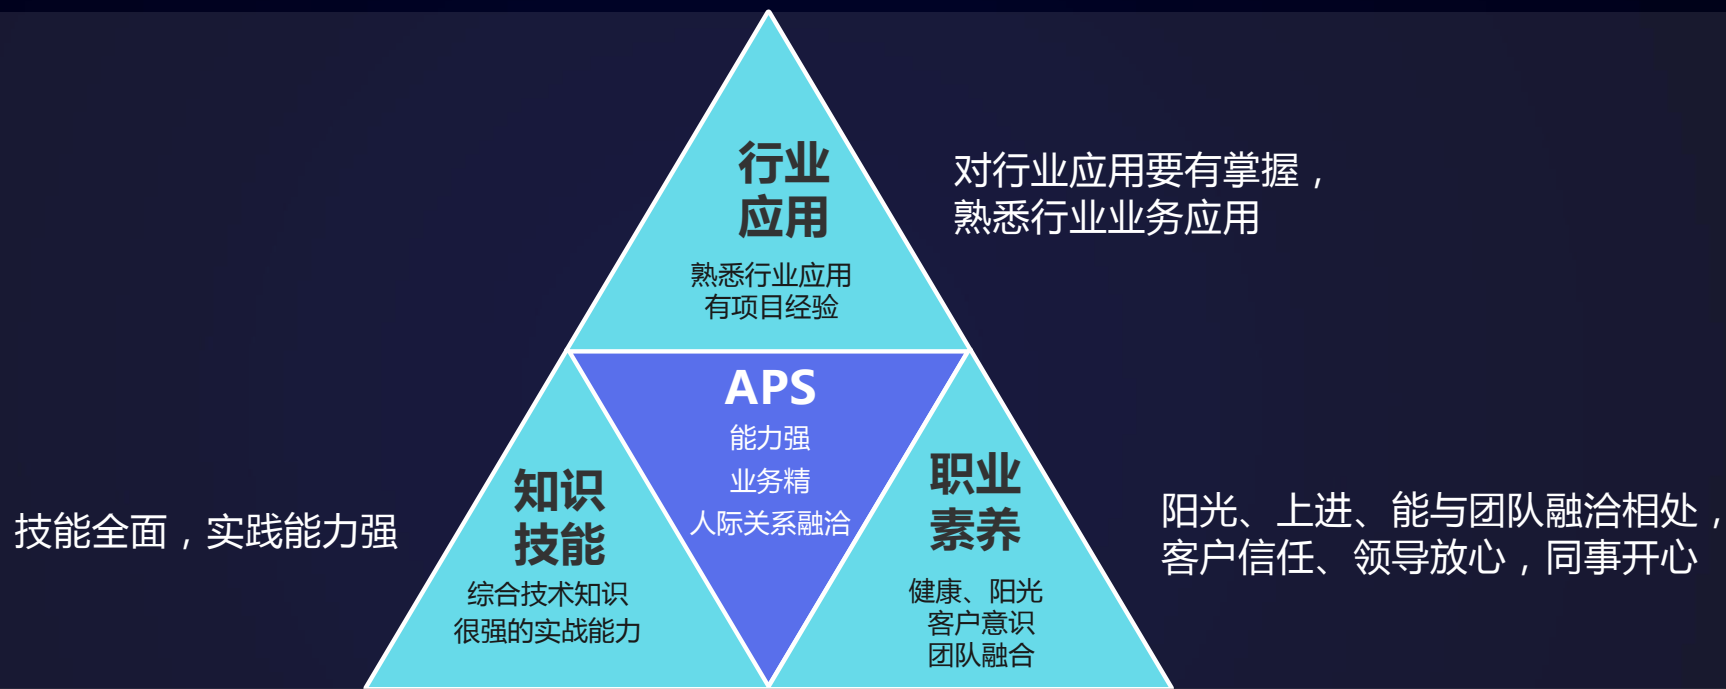 行业
应用
熟悉行业应用
有项目经验
对行业应用要有掌握，
熟悉行业业务应用
APS
能力强
业务精
人际关系融洽
知识
技能
综合技术知识
很强的实战能力
技能全面，实践能力强
职业
素养
健康、阳光
客户意识
团队融合
阳光、上进、能与团队融洽相处，
客户信任、领导放心，同事开心